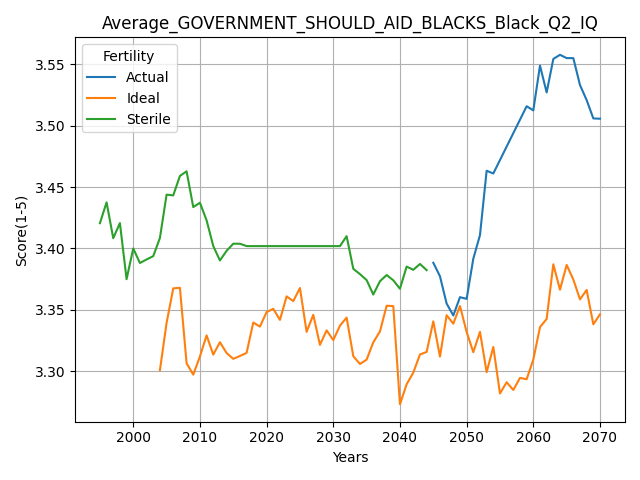 Average_GOVERNMENT_SHOULD_AID_BLACKS_Black_Q2_IQ
Fertility
Actual
Ideal
Sterile
3.55
3.50
3.45
3.40
3.35
3.30
Score(1-5)
2000
2010
2020
2030
2040
2050
2060
2070
Years